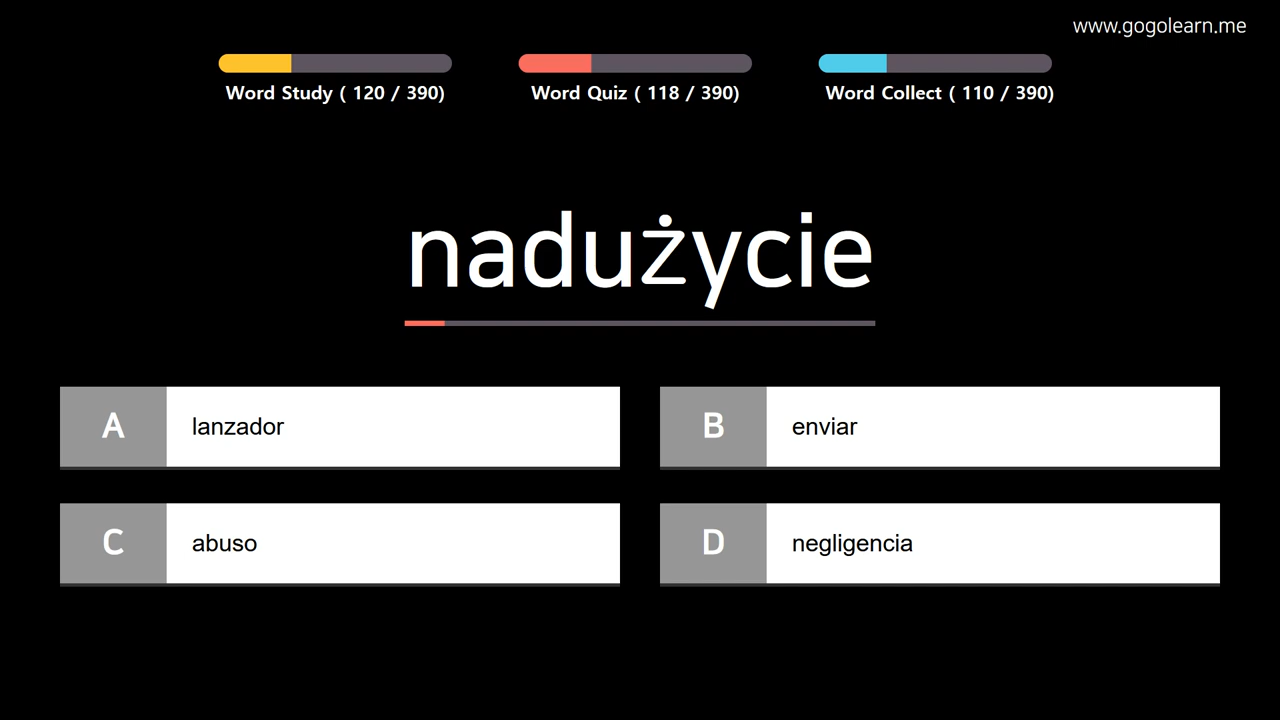 www.gogolearn.me
Word Study ( 120 / 390)
Word Quiz ( 118 / 390)
Word Collect ( 110 / 390)
nadużycie
A
lanzador
B
enviar
C
abuso
D
negligencia